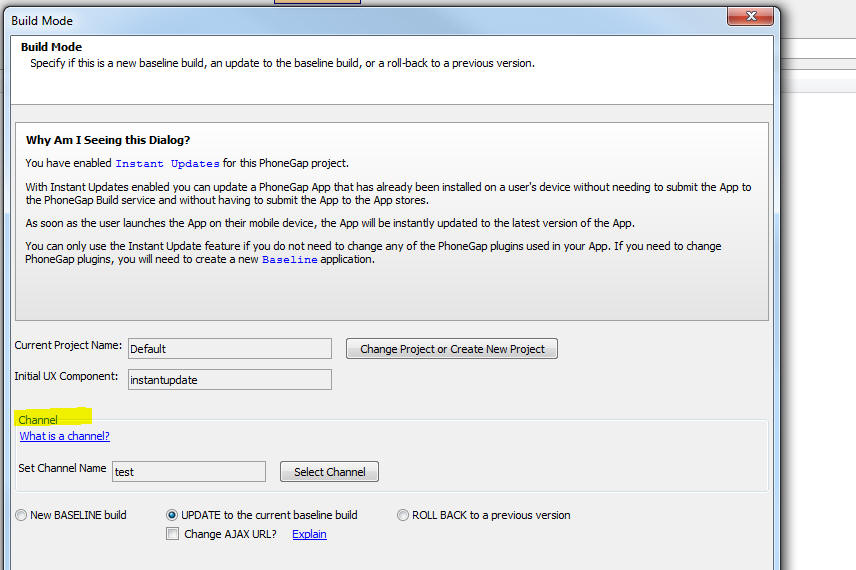 Build Mode
Build Mode
Specify if this is a new baseline build, an update to the baseline build, or a roll-back to a previous version.
Why Am I Seeing this Dialog?
You have enabled Instant Updates for this PhoneGap project.
With Instant Updates enabled you can update a PhoneGap App that has already been installed on a user's device without needing to submit the App to
the PhoneGap Build service and without having to submit the App to the App stores.
As soon as the user launches the App on their mobile device, the App will be instantly updated to the latest version of the App.
You can only use the Instant Update feature if you do not need to change any of the PhoneGap plugins used in your App. If you need to change
PhoneGap plugins, you will need to create a new Baseline application.
Current Project Name: Default Change Project or Create New Project
Initial UX Component: instantupdate
Channel
What is a channel?
Set Channel Name test Select Channel
New BASELINE build UPDATE to the current baseline build ROLL BACK to a previous version
Change AJAX URL? Explain